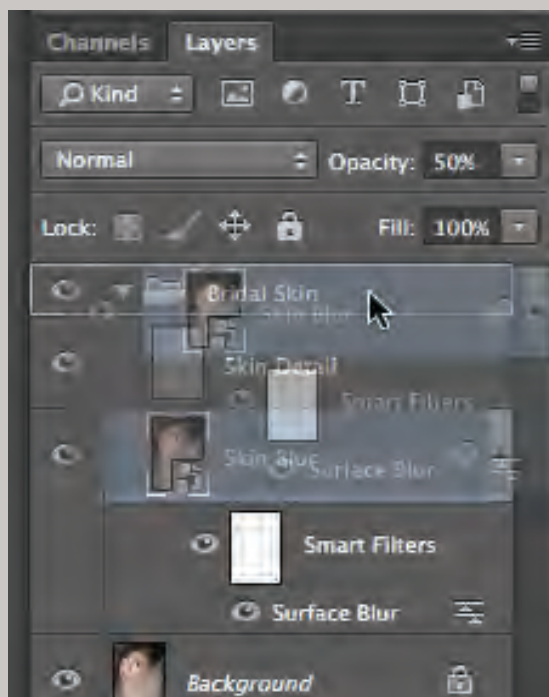 Channels Layers
Kind
Normal Opacity: 50%
Lock: Fill: 100%
Bridal Skin
Skin Blur
Skin Detail
Smart Filters
Skin Blur
Surface Blur
Smart Filters
Surface Blur
Background